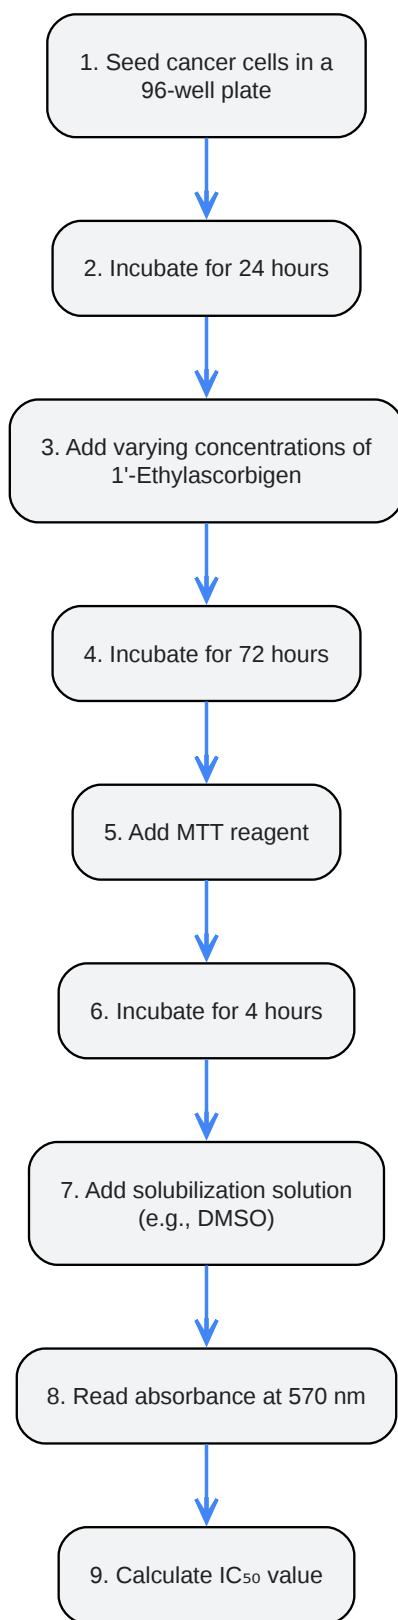 1. Seed cancer cells in a
96-well plate
2. Incubate for 24 hours
3. Add varying concentrations of
1'-Ethylascorbigen
4. Incubate for 72 hours
5. Add MTT reagent
6. Incubate for 4 hours
7. Add solubilization solution
(e.g., DMSO)
8. Read absorbance at 570 nm
9. Calculate IC₅₀ value